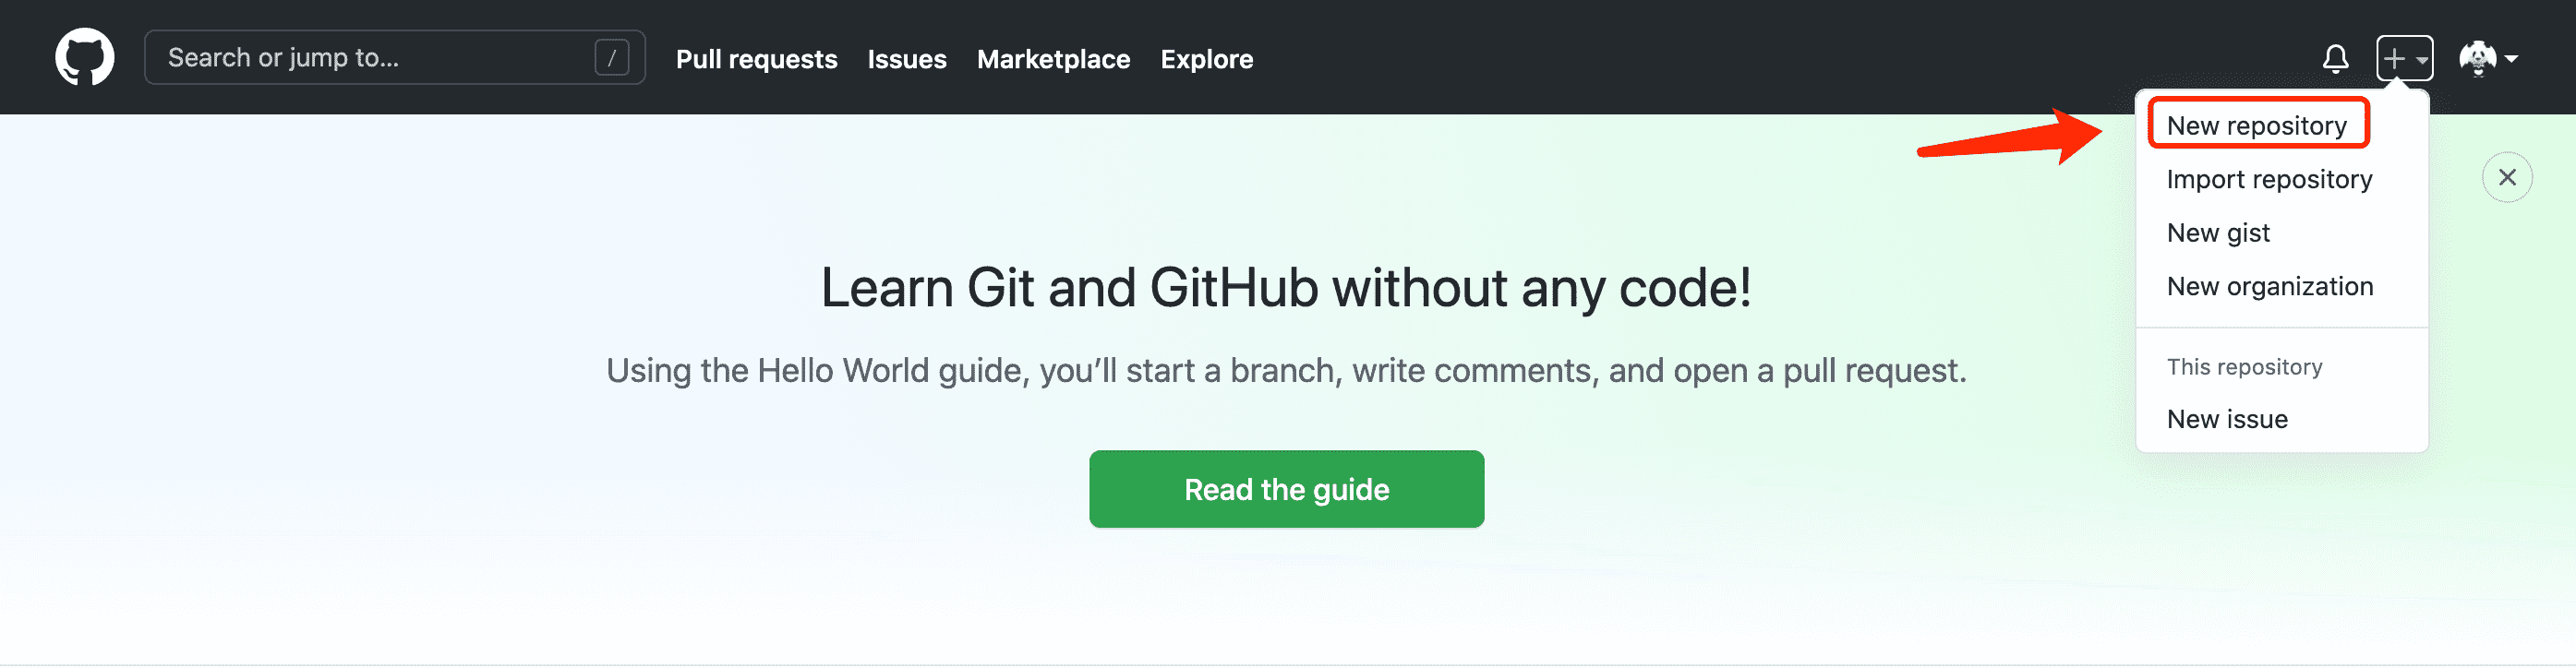 Search or jump to...
/
Pull requests
Issues
Marketplace
Explore
New repository
Import repository
New gist
New organization
This repository
New issue
Learn Git and GitHub without any code!
Using the Hello World guide, you’ll start a branch, write comments, and open a pull request.
Read the guide